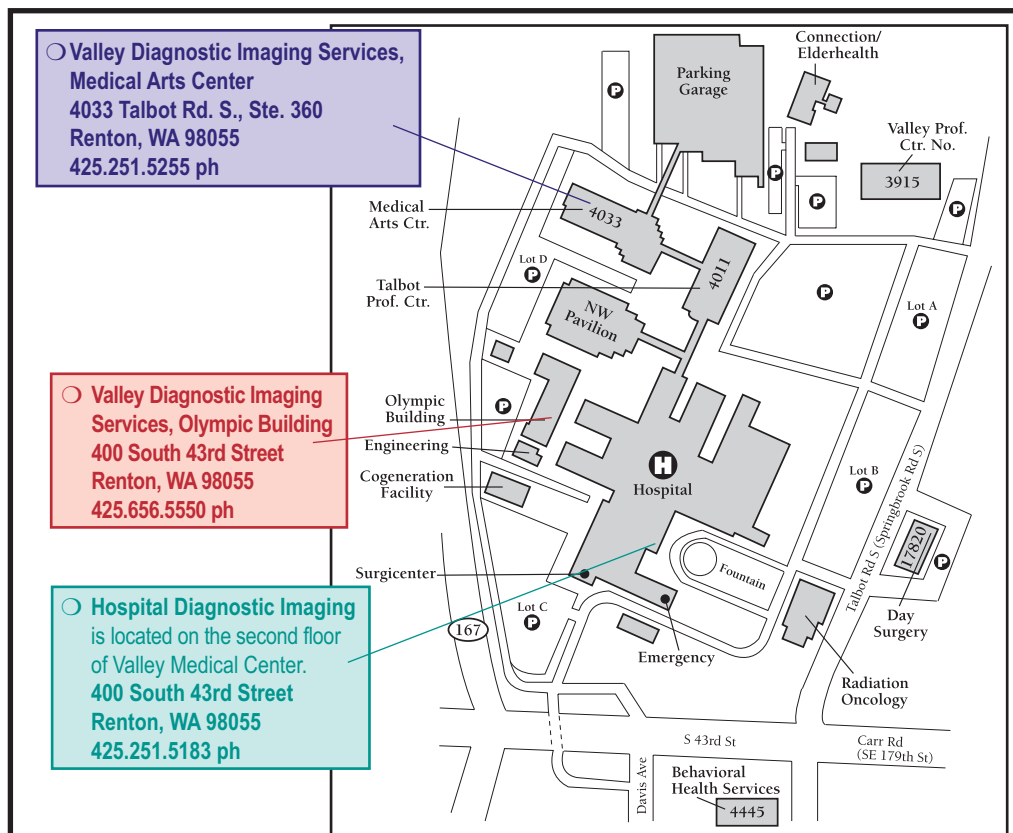 Valley Diagnostic Imaging Services,
Medical Arts Center
4033 Talbot Rd. S., Ste. 360
Renton, WA 98055
425.251.5255 ph
Valley Diagnostic Imaging
Services, Olympic Building
400 South 43rd Street
Renton, WA 98055
425.656.5550 ph
Hospital Diagnostic Imaging
is located on the second floor
of Valley Medical Center.
400 South 43rd Street
Renton, WA 98055
425.251.5183 ph
Connection/
Elderhealth
Parking
Garage
P
Valley Prof.
Ctr. No.
3915
P
P
P
Medical
Arts Ctr.
4033
4011
Lot D
P
Talbot
Prof. Ctr.
NW
Pavilion
P
Lot A
P
Olympic
Building
P
Engineering
Cogeneration
Facility
H
Hospital
Lot B
P
Talbot Rd S (Springbrook Rd S)
17820
P
Day
Surgery
Surgicenter
Fountain
Lot C
P
167
Emergency
Radiation
Oncology
S 43rd St
Carr Rd
(SE 179th St)
Davis Ave
Behavioral
Health Services
4445